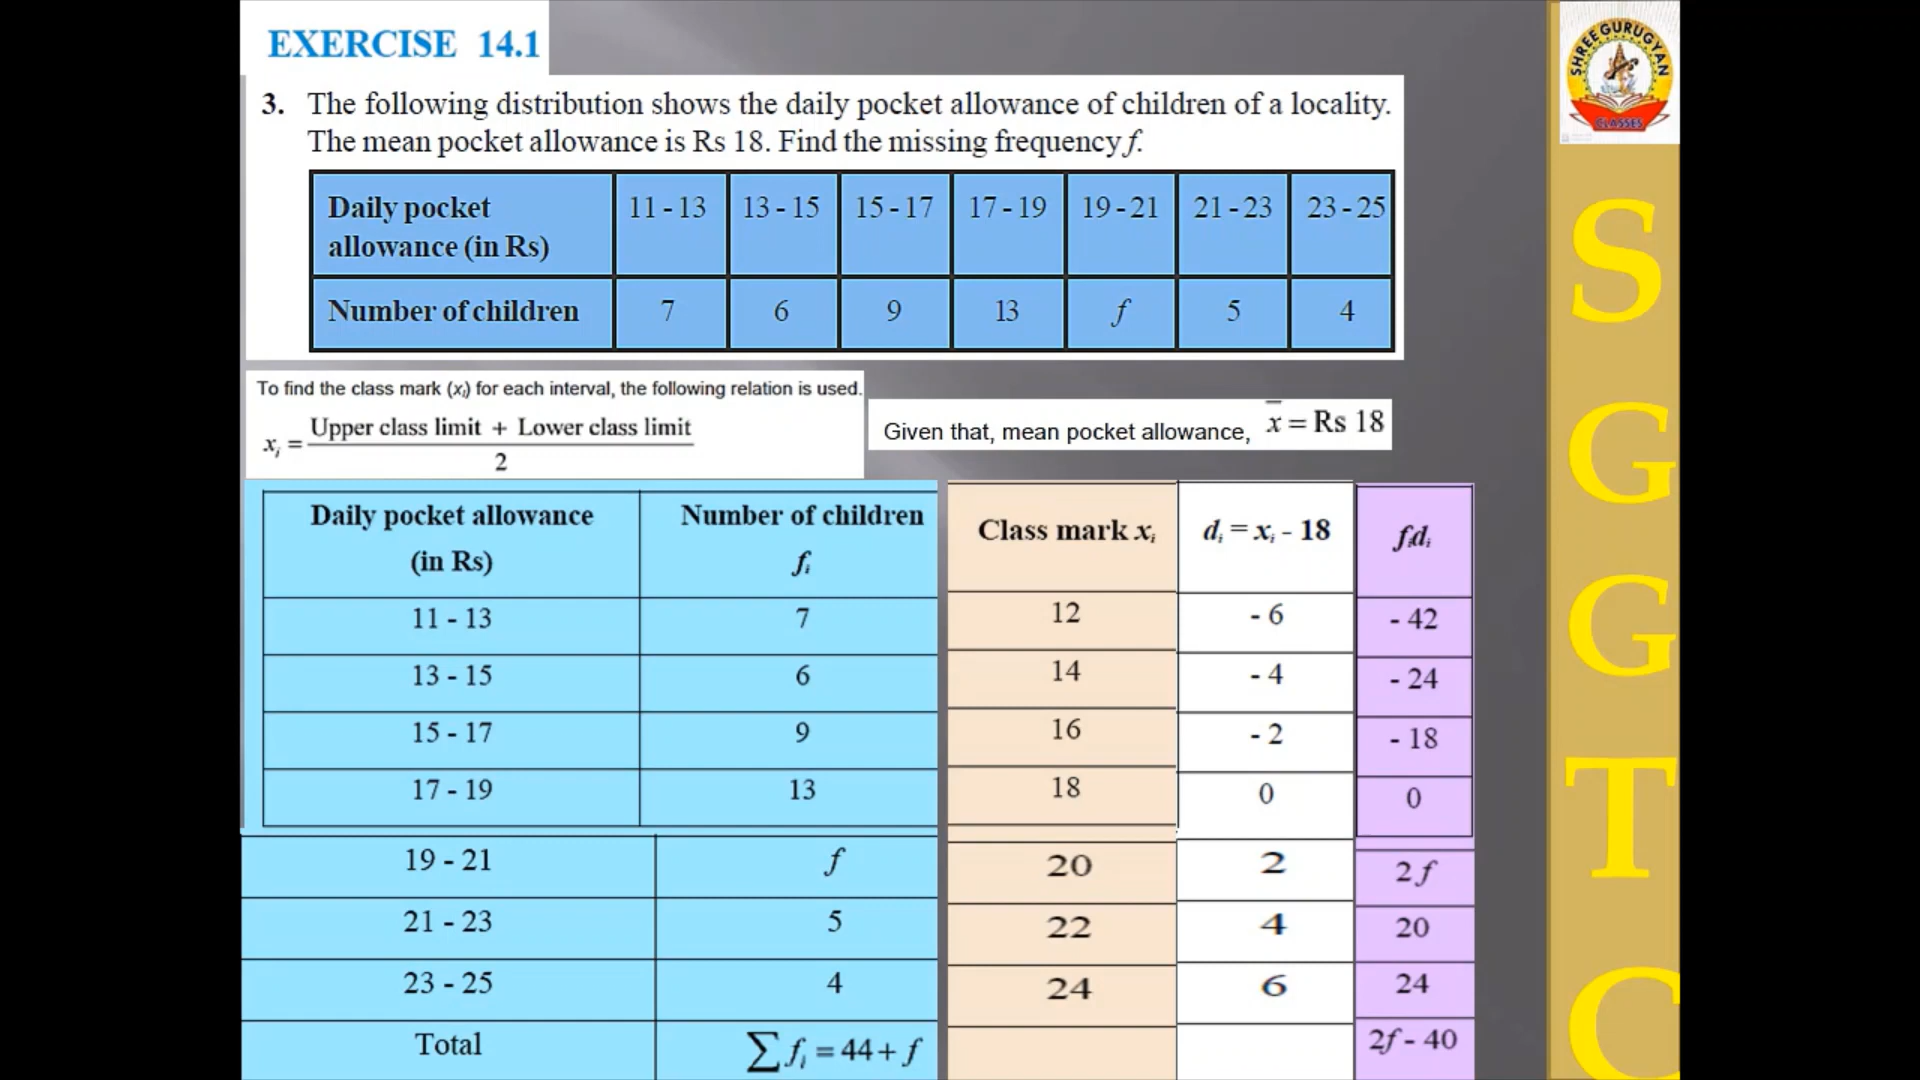 EXERCISE 14.1
3. The following distribution shows the daily pocket allowance of children of a locality.
The mean pocket allowance is Rs 18. Find the missing frequency f.
Daily pocket allowance (in Rs) 11 - 13 13 - 15 15 - 17 17 - 19 19 - 21 21 - 23 23 - 25
Number of children 7 6 9 13 f 5 4
To find the class mark (xᵢ) for each interval, the following relation is used.
xᵢ = (Upper class limit + Lower class limit) / 2
Given that, mean pocket allowance, x̄ = Rs 18
Daily pocket allowance (in Rs) Number of children fᵢ Class mark xᵢ dᵢ = xᵢ - 18 fᵢdᵢ
11 - 13 7 12 - 6 - 42
13 - 15 6 14 - 4 - 24
15 - 17 9 16 - 2 - 18
17 - 19 13 18 0 0
19 - 21 f 20 2 2 f
21 - 23 5 22 4 20
23 - 25 4 24 6 24
Total ∑ fᵢ = 44 + f 2f - 40
SHREE GURUGYAN
CLASSES
S
G
G
T
C